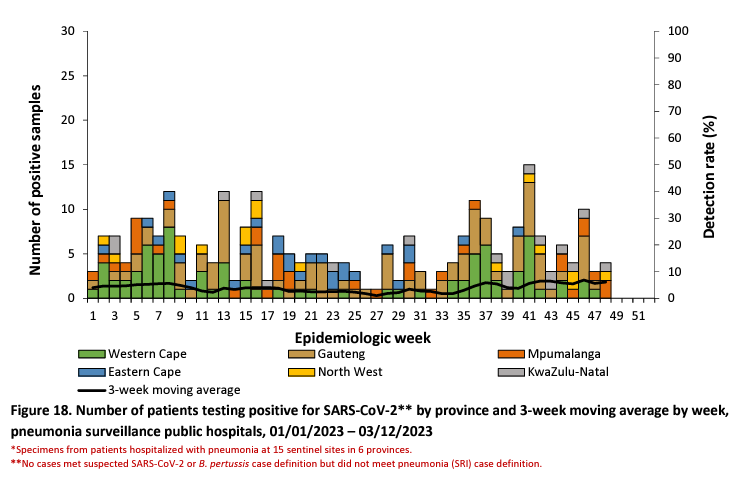 30
25
20
15
10
5
0
Number of positive samples
100
90
80
70
60
50
40
30
20
10
0
Detection rate (%)
1 3 5 7 9 11 13 15 17 19 21 23 25 27 29 31 33 35 37 39 41 43 45 47 49 51
Epidemiologic week
Western Cape Gauteng Mpumalanga
Eastern Cape North West KwaZulu-Natal
3-week moving average
Figure 18. Number of patients testing positive for SARS-CoV-2** by province and 3-week moving average by week,
pneumonia surveillance public hospitals, 01/01/2023 – 03/12/2023
*Specimens from patients hospitalized with pneumonia at 15 sentinel sites in 6 provinces.
**No cases met suspected SARS-CoV-2 or B. pertussis case definition but did not meet pneumonia (SRI) case definition.